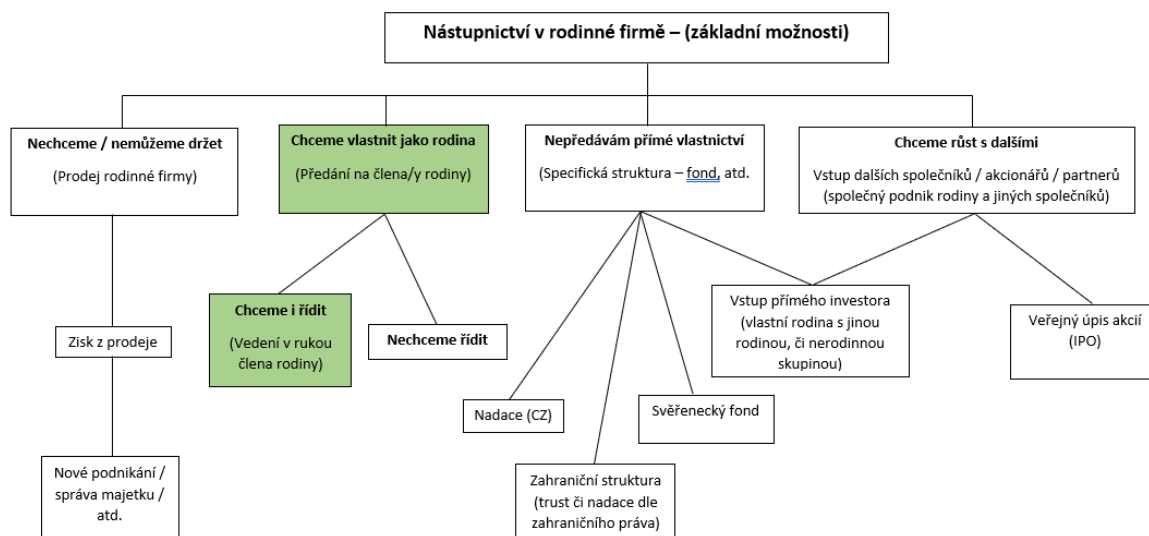 Nástupnictví v rodinné firmě – (základní možnosti)
Nechceme / nemůžeme držet
(Prodej rodinné firmy)
Chceme vlastnit jako rodina
(Předání na člena/y rodiny)
Nepředávám přímé vlastnictví
(Specifická struktura – fond, atd.
Chceme růst s dalšími
Vstup dalších společníků / akcionářů / partnerů
(společný podnik rodiny a jiných společníků)
Zisk z prodeje
Chceme i řídit
(Vedení v rukou
člena rodiny)
Nechceme řídit
Vstup přímého investora
(vlastní rodina s jinou
rodinou, či nerodinnou
skupinou)
Veřejný úpis akcií
(IPO)
Nadace (CZ)
Svěřenecký fond
Nové podnikání /
správa majetku /
atd.
Zahraniční struktura
(trust či nadace dle
zahraničního práva)